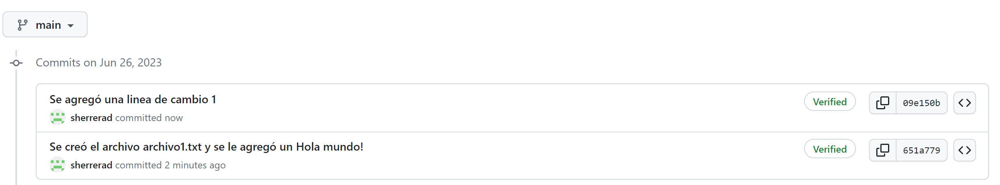 main
Commits on Jun 26, 2023
Se agregó una linea de cambio 1
Verified
09e150b
sherrerad committed now
Se creó el archivo archivo1.txt y se le agregó un Hola mundo!
Verified
651a779
sherrerad committed 2 minutes ago